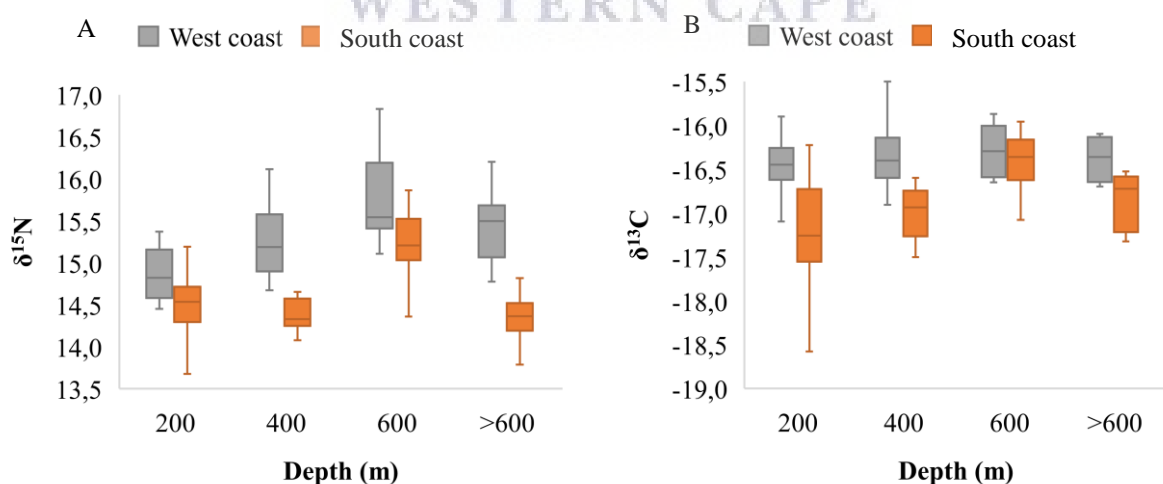 WESTERN CAPE
A West coast South coast
B West coast South coast
17,0
16,5
16,0
15,5
15,0
14,5
14,0
13,5
δ¹⁵N
200 400 600 >600
Depth (m)
-15,5
-16,0
-16,5
-17,0
-17,5
-18,0
-18,5
-19,0
δ¹³C
200 400 600 >600
Depth (m)